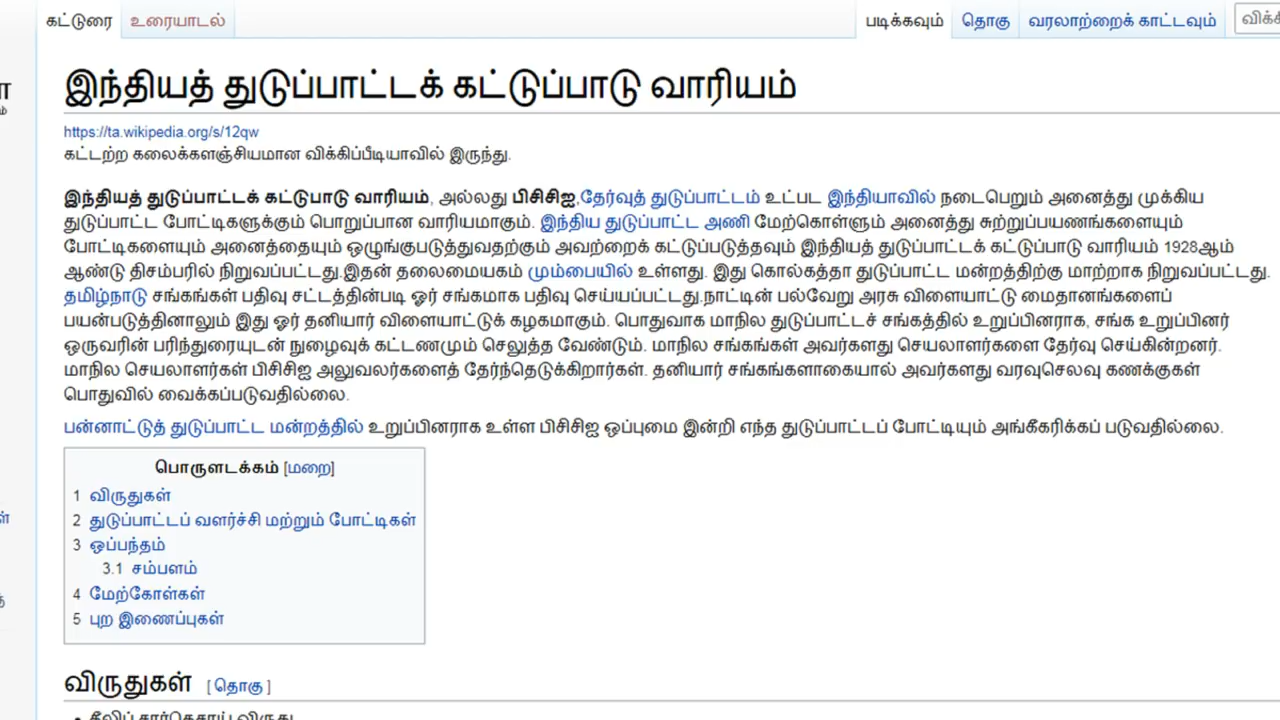 கட்டுரை உரையாடல் படிக்கவும் தொகு வரலாற்றைக் காட்டவும்
இந்தியத் துடுப்பாட்டக் கட்டுப்பாடு வாரியம்
https://ta.wikipedia.org/s/12qw
கட்டற்ற கலைக்களஞ்சியமான விக்கிப்பீடியாவில் இருந்து.
இந்தியத் துடுப்பாட்டக் கட்டுபாடு வாரியம், அல்லது பிசிசிஐ,தேர்வுத் துடுப்பாட்டம் உட்பட இந்தியாவில் நடைபெறும் அனைத்து முக்கிய
துடுப்பாட்ட போட்டிகளுக்கும் பொறுப்பான வாரியமாகும். இந்திய துடுப்பாட்ட அணி மேற்கொள்ளும் அனைத்து சுற்றுப்பயணங்களையும்
போட்டிகளையும் அனைத்தையும் ஒழுங்குபடுத்துவதற்கும் அவற்றைக் கட்டுப்படுத்தவும் இந்தியத் துடுப்பாட்டக் கட்டுப்பாடு வாரியம் 1928ஆம்
ஆண்டு திசம்பரில் நிறுவப்பட்டது.இதன் தலைமையகம் மும்பையில் உள்ளது. இது கொல்கத்தா துடுப்பாட்ட மன்றத்திற்கு மாற்றாக நிறுவப்பட்டது.
தமிழ்நாடு சங்கங்கள் பதிவு சட்டத்தின்படி ஓர் சங்கமாக பதிவு செய்யப்பட்டது.நாட்டின் பல்வேறு அரசு விளையாட்டு மைதானங்களைப்
பயன்படுத்தினாலும் இது ஓர் தனியார் விளையாட்டுக் கழகமாகும். பொதுவாக மாநில துடுப்பாட்டச் சங்கத்தில் உறுப்பினராக, சங்க உறுப்பினர்
ஒருவரின் பரிந்துரையுடன் நுழைவுக் கட்டணமும் செலுத்த வேண்டும். மாநில சங்கங்கள் அவர்களது செயலாளர்களை தேர்வு செய்கின்றனர்.
மாநில செயலாளர்கள் பிசிசிஐ அலுவலர்களைத் தேர்ந்தெடுக்கிறார்கள். தனியார் சங்கங்களாகையால் அவர்களது வரவுசெலவு கணக்குகள்
பொதுவில் வைக்கப்படுவதில்லை.
பன்னாட்டுத் துடுப்பாட்ட மன்றத்தில் உறுப்பினராக உள்ள பிசிசிஐ ஒப்புமை இன்றி எந்த துடுப்பாட்டப் போட்டியும் அங்கீகரிக்கப் படுவதில்லை.
பொருளடக்கம் [மறை]
1 விருதுகள்
2 துடுப்பாட்டப் வளர்ச்சி மற்றும் போட்டிகள்
3 ஒப்பந்தம்
3.1 சம்பளம்
4 மேற்கோள்கள்
5 புற இணைப்புகள்
விருதுகள் [ தொகு ]